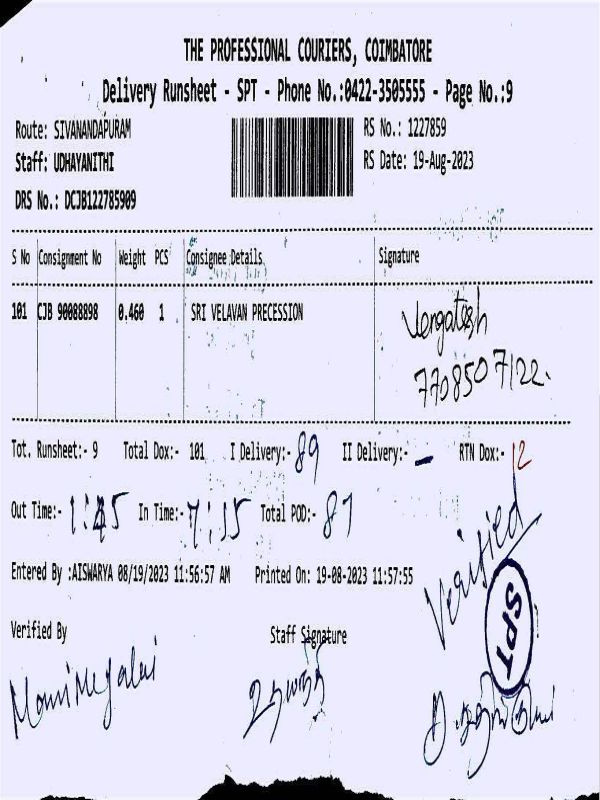 THE PROFESSIONAL COURIERS, COIMBATORE
Delivery Runsheet - SPT - Phone No.:0422-3505555 - Page No.:9
Route: SIVANANDAPURAM
RS No.: 1227859
Staff: UDHAYANITHI
RS Date: 19-Aug-2023
DRS No.: DCJB122785909
S No Consignment No Weight PCS Consignee Details Signature
101 CJB 90088898 0.460 1 SRI VELAVAN PRECESSION
7708507122.
Tot. Runsheet:- 9 Total Dox:- 101 I Delivery:- 89 II Delivery:- — RTN Dox:- 12
Out Time:- 1:45 In Time:- 7:15 Total POD:-
Entered By :AISWARYA 08/19/2023 11:56:57 AM Printed On: 19-08-2023 11:57:55
Verified
SPT
Verified By Staff Signature